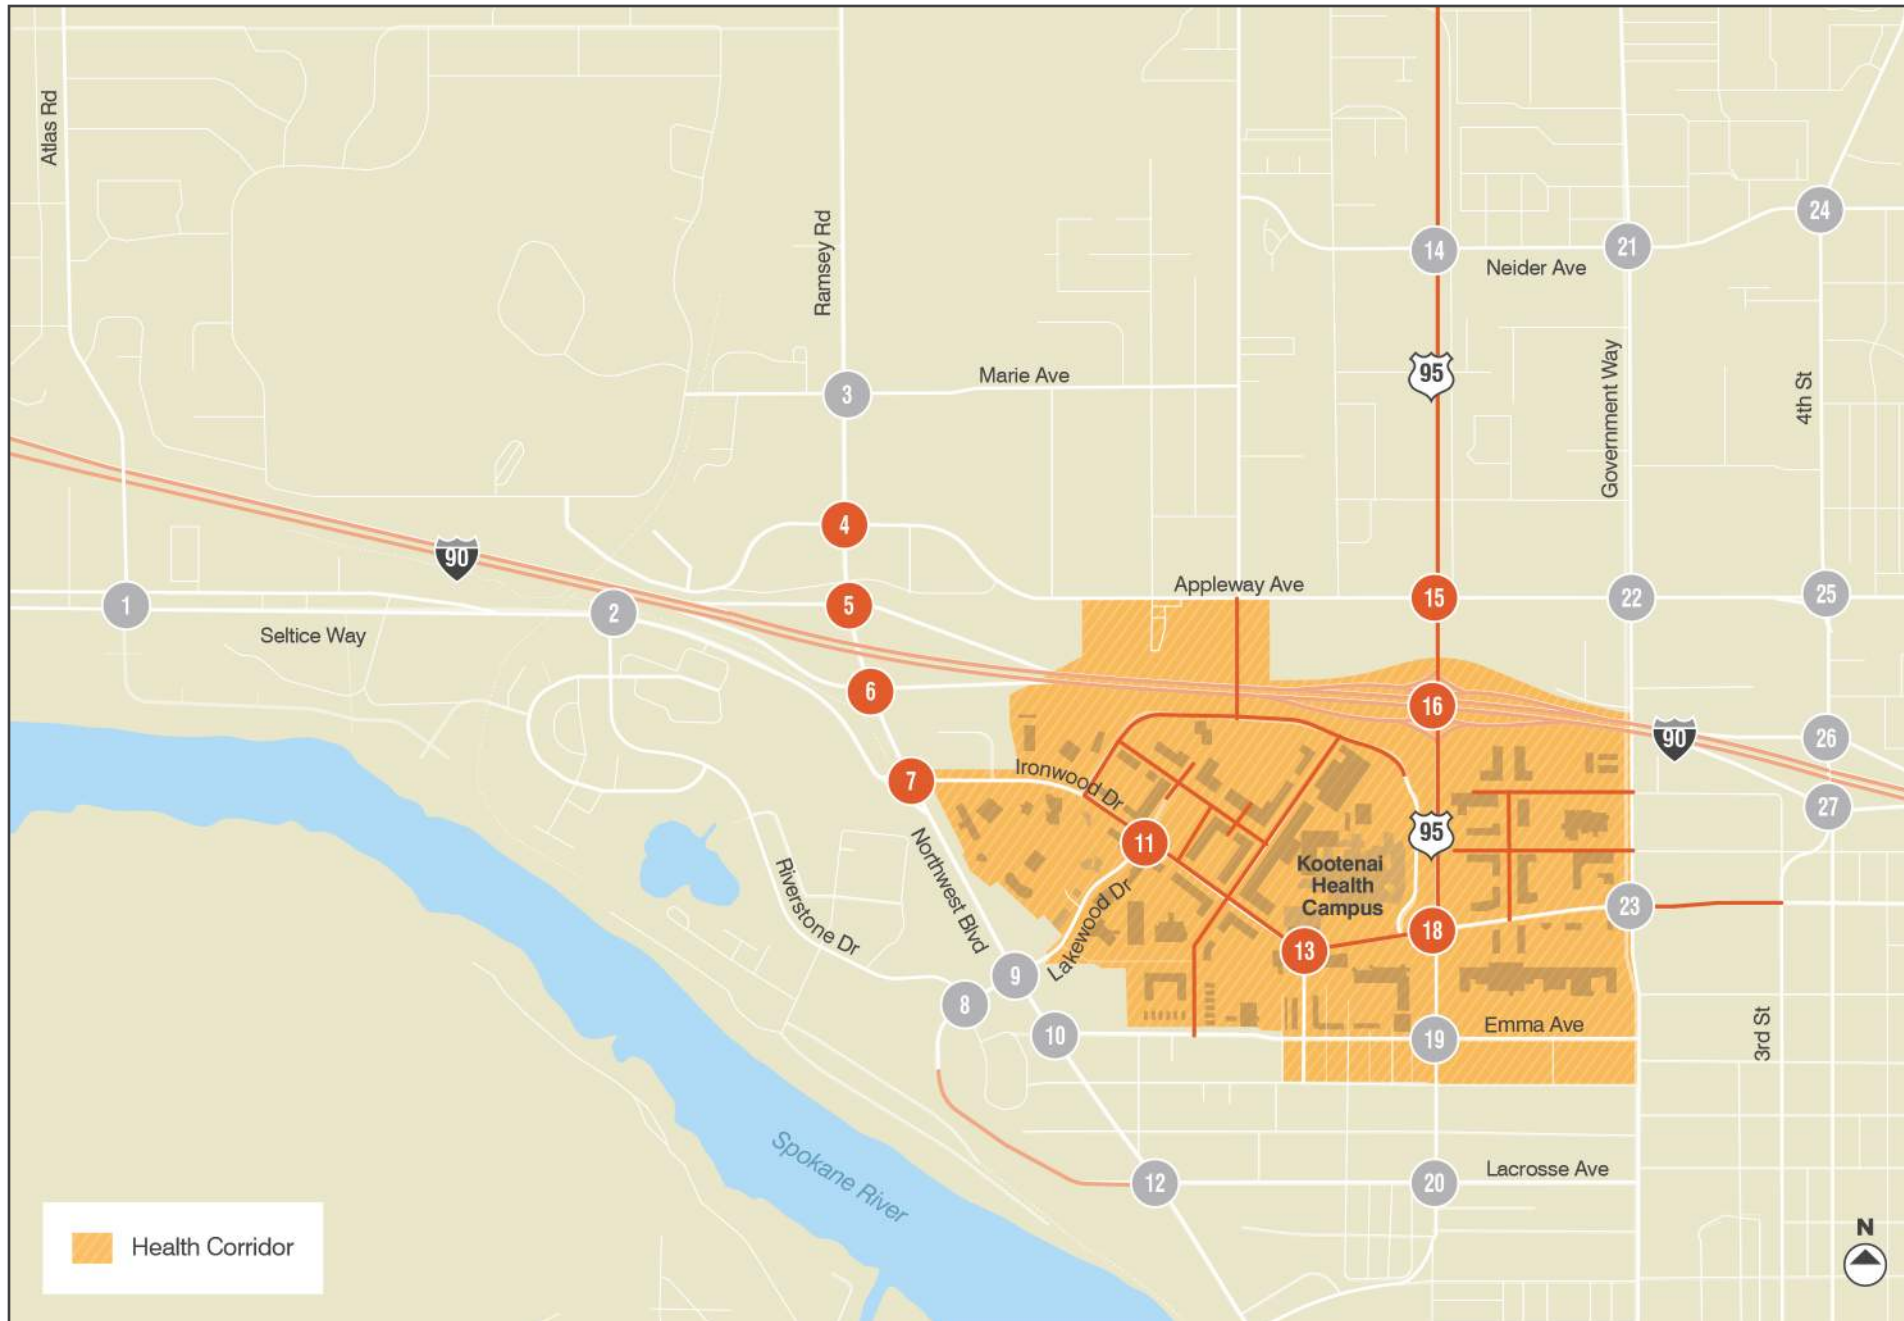 Atlas Rd
Ramsey Rd
24
14
21
Neider Ave
95
Government Way
4th St
Marie Ave
3
4
90
Appleway Ave
1
2
5
15
22
25
Seltice Way
6
16
90
26
7
Ironwood Dr
27
11
95
Kootenai
Health
Campus
Northwest Blvd
Riverstone Dr
Lakewood Dr
23
18
13
9
8
10
19
Emma Ave
3rd St
Spokane River
12
20
Lacrosse Ave
Health Corridor
N